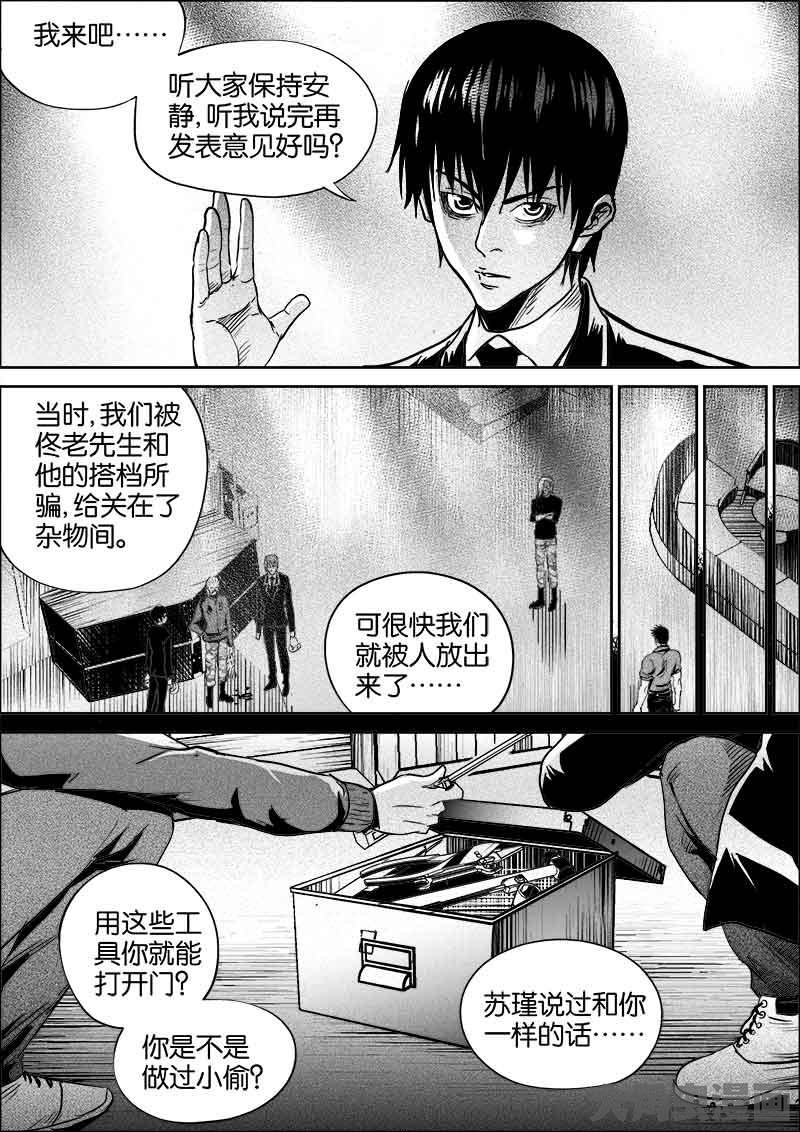 我来吧……
听大家保持安
静,听我说完再
发表意见好吗?
当时,我们被
佟老先生和
他的搭档所
骗,给关在了
杂物间。
可很快我们
就被人放出
来了……
用这些工
具你就能
打开门?
你是不是
做过小偷?
苏瑾说过和你
一样的话……